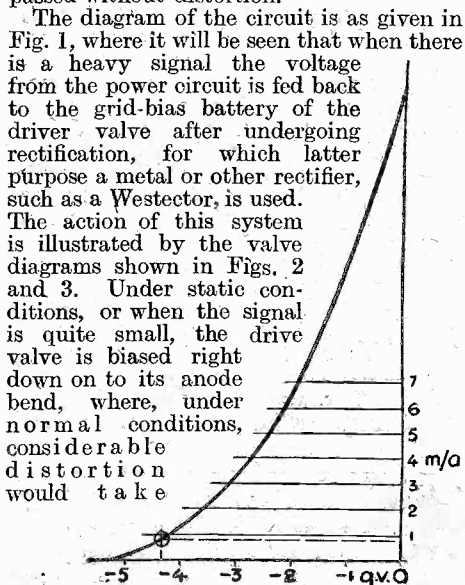 passed without distortion.
The diagram of the circuit is as given in
Fig. 1, where it will be seen that when there
is a heavy signal the voltage
from the power circuit is fed back
to the grid-bias battery of the
driver valve after undergoing
rectification, for which latter
purpose a metal or other rectifier,
such as a Westector, is used.
The action of this system
is illustrated by the valve
diagrams shown in Figs. 2
and 3. Under static con-
ditions, or when the signal
is quite small, the drive
valve is biased right
down on to its anode
bend, where, under
normal conditions,
considerable
distortion
would take
7
6
5
4 m/a
3
2
1
-5 -4 -3 -2 -1 g.v. 0